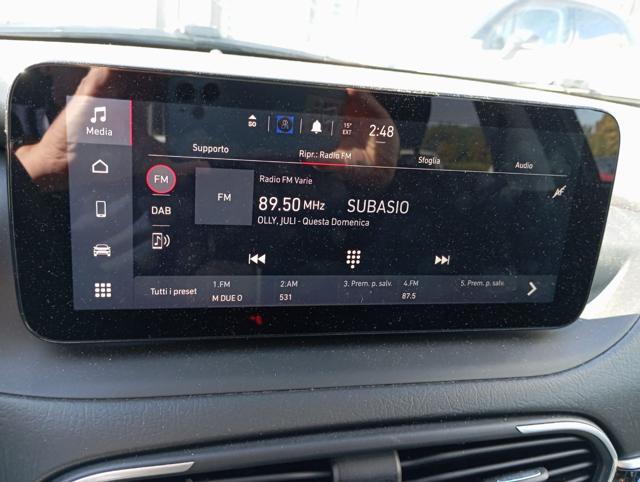 Media
SO
15°
EXT
2:48
Supporto
Ripr.: Radio FM
Sfoglia
Audio
FM
DAB
FM
Radio FM Varie
89.50 MHz SUBASIO
OLLY, JULI - Questa Domenica
Tutti i preset
1.FM
M DUE O
2.AM
531
3. Prem. p. salv.
4.FM
87.5
5. Prem. p. salv.